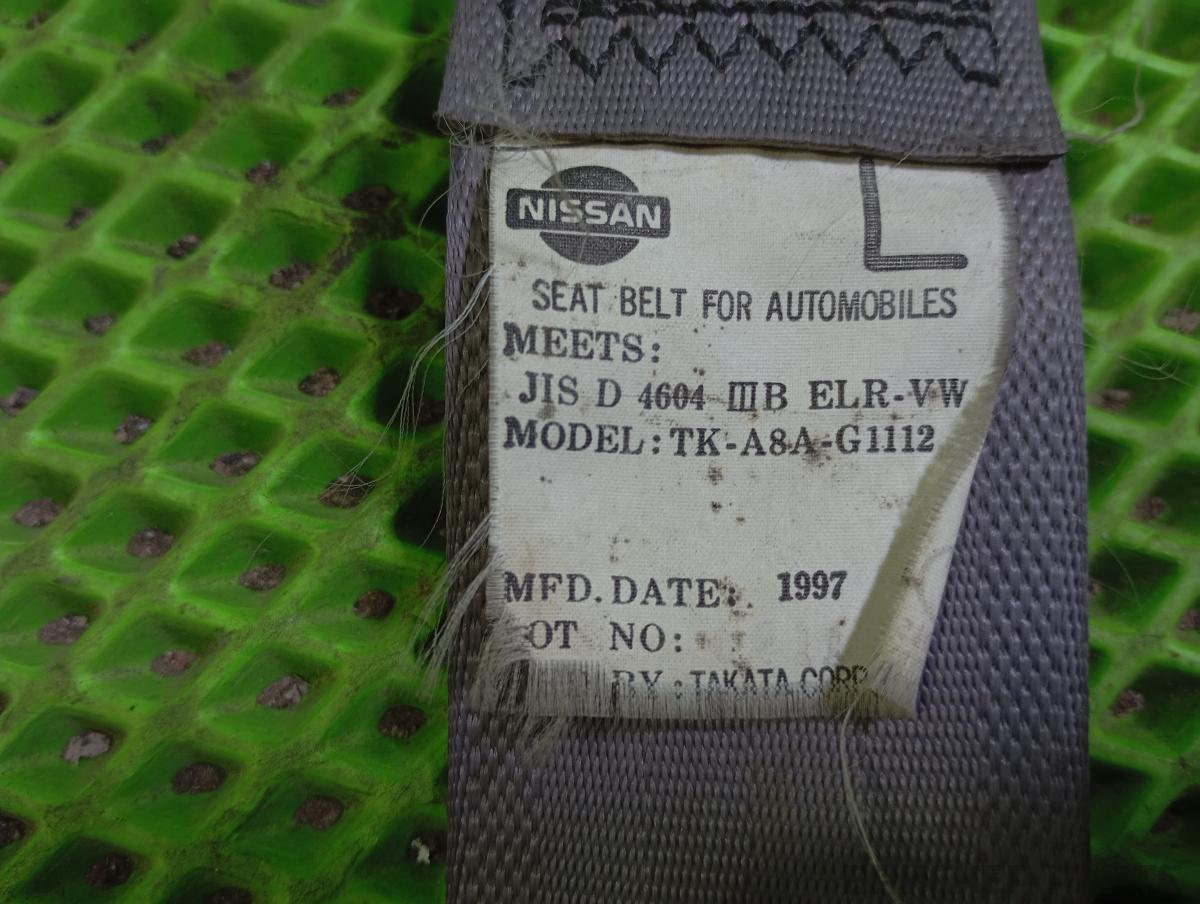 NISSAN
L
SEAT BELT FOR AUTOMOBILES
MEETS:
JIS D 4604 ⅢB ELR-VW
MODEL: TK-A8A-G1112
MFD. DATE: 1997
OT NO:
BY: TAKATA CORP